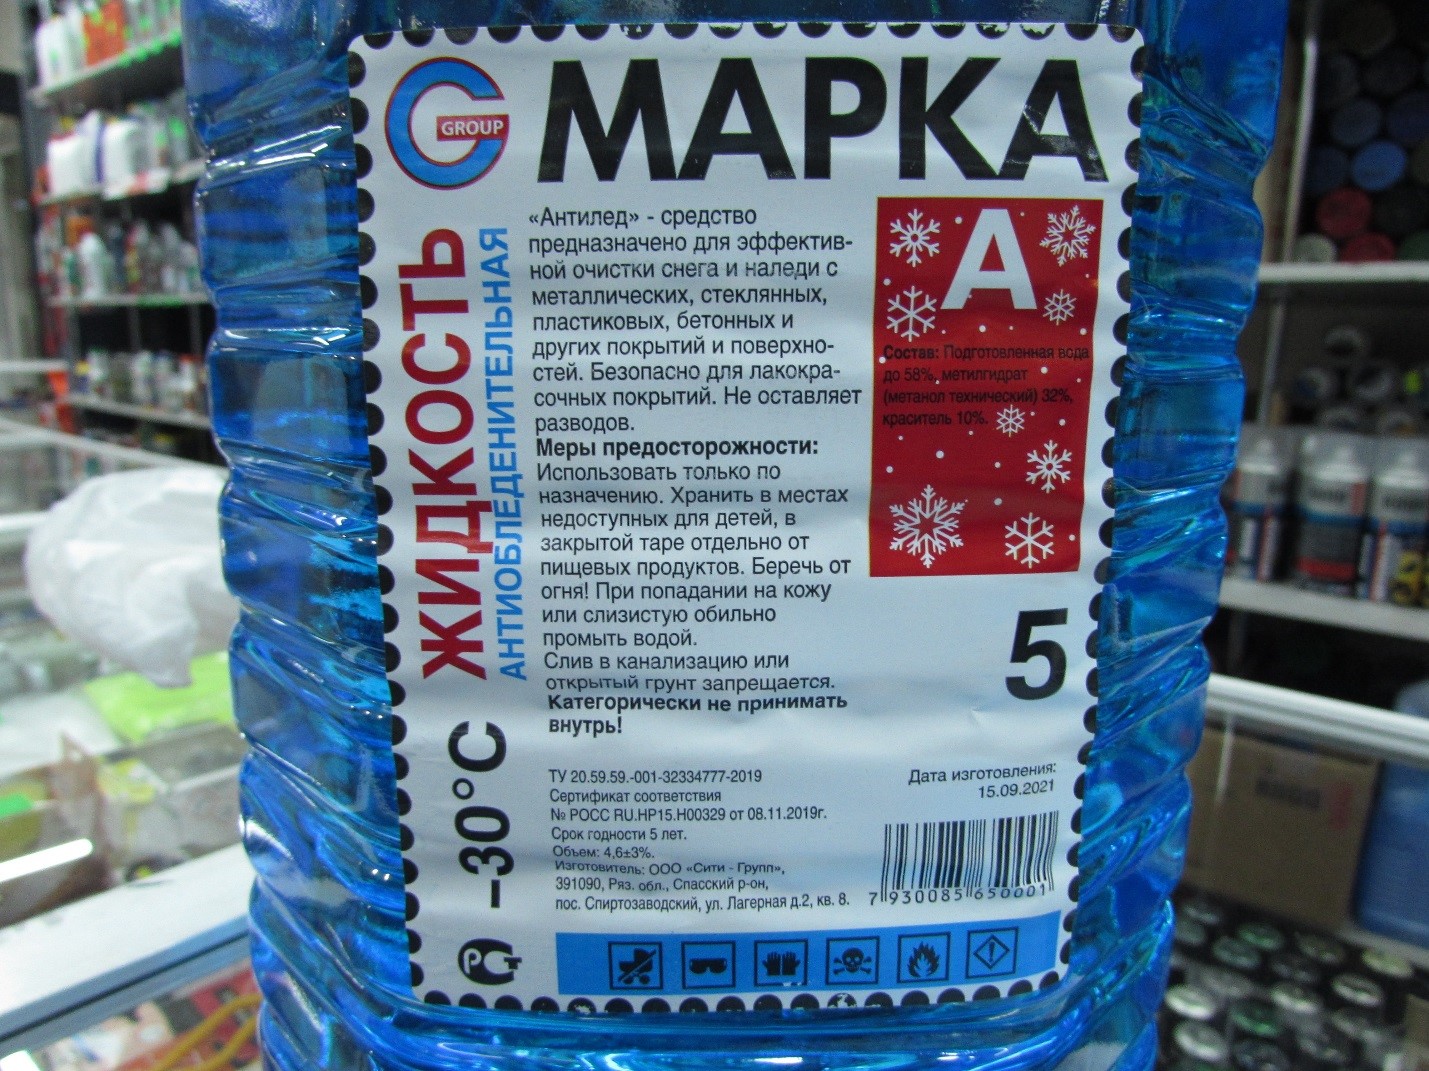 GROUP
МАРКА
ЖИДКОСТЬ
АНТИОБЛЕДЕНИТЕЛЬНАЯ
–30°С
«Антилед» - средство
предназначено для эффектив-
ной очистки снега и наледи с
металлических, стеклянных,
пластиковых, бетонных и
других покрытий и поверхно-
стей. Безопасно для лакокра-
сочных покрытий. Не оставляет
разводов.
Меры предосторожности:
Использовать только по
назначению. Хранить в местах
недоступных для детей, в
закрытой таре отдельно от
пищевых продуктов. Беречь от
огня! При попадании на кожу
или слизистую обильно
промыть водой.
Слив в канализацию или
открытый грунт запрещается.
Категорически не принимать
внутрь!
А
Состав: Подготовленная вода
до 58%, метилгидрат
(метанол технический) 32%,
краситель 10%.
5
ТУ 20.59.59.-001-32334777-2019
Сертификат соответствия
№ РОСС RU.НР15.Н00329 от 08.11.2019г.
Срок годности 5 лет.
Объем: 4,6±3%.
Изготовитель: ООО «Сити - Групп»,
391090, Ряз. обл., Спасский р-он,
пос. Спиртозаводский, ул. Лагерная д.2, кв. 8.
Дата изготовления:
15.09.2021
7 930085 650001